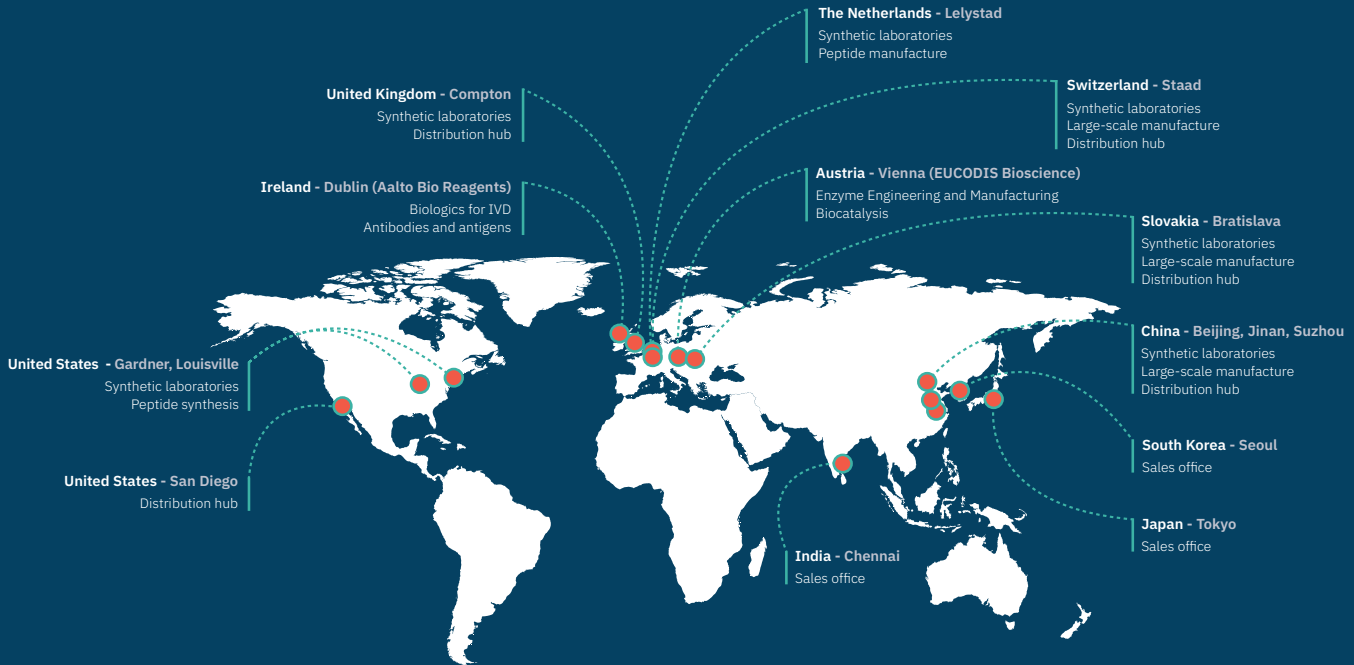 The Netherlands - Lelystad
Synthetic laboratories
Peptide manufacture
United Kingdom - Compton
Synthetic laboratories
Distribution hub
Switzerland - Staad
Synthetic laboratories
Large-scale manufacture
Distribution hub
Ireland - Dublin (Aalto Bio Reagents)
Biologics for IVD
Antibodies and antigens
Austria - Vienna (EUCODIS Bioscience)
Enzyme Engineering and Manufacturing
Biocatalysis
Slovakia - Bratislava
Synthetic laboratories
Large-scale manufacture
Distribution hub
United States - Gardner, Louisville
Synthetic laboratories
Peptide synthesis
China - Beijing, Jinan, Suzhou
Synthetic laboratories
Large-scale manufacture
Distribution hub
United States - San Diego
Distribution hub
South Korea - Seoul
Sales office
Japan - Tokyo
Sales office
India - Chennai
Sales office